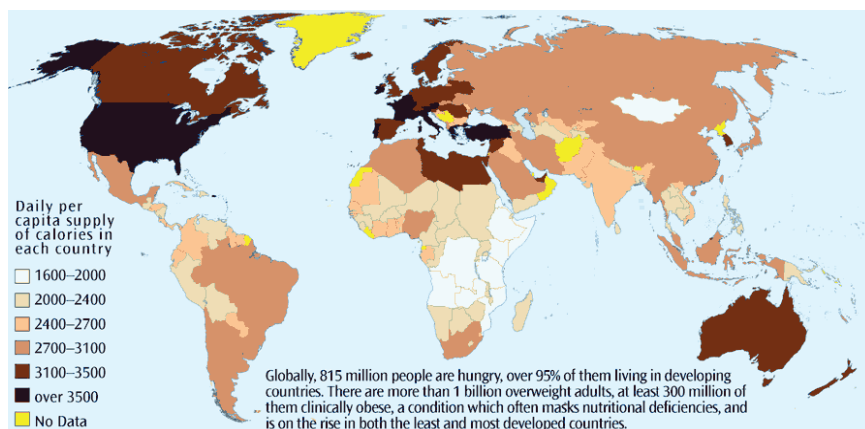 Daily per
capita supply
of calories in
each country
1600–2000
2000–2400
2400–2700
2700–3100
3100–3500
over 3500
No Data
Globally, 815 million people are hungry, over 95% of them living in developing
countries. There are more than 1 billion overweight adults, at least 300 million of
them clinically obese, a condition which often masks nutritional deficiencies, and
is on the rise in both the least and most developed countries.